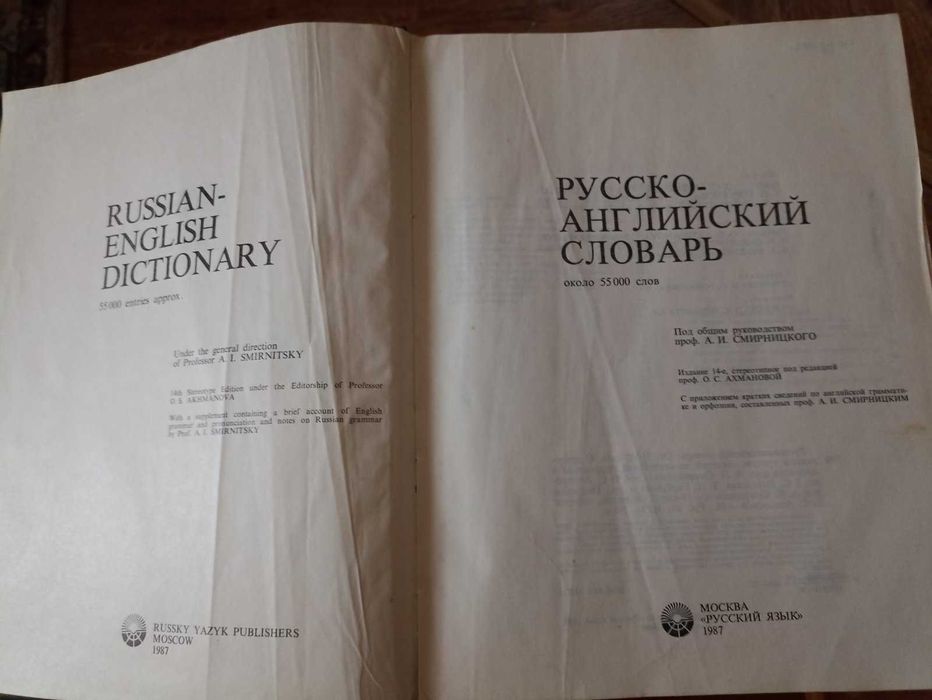 RUSSIAN-
ENGLISH
DICTIONARY
55000 entries approx.
Under the general direction
of Professor A. I. SMIRNITSKY
14th Stereotype Edition under the Editorship of Professor
O. S. AKHMANOVA
With a supplement containing a brief account of English
grammar and pronunciation and notes on Russian grammar
by Prof. A. I. SMIRNITSKY
RUSSKY YAZYK PUBLISHERS
MOSCOW
1987
РУССКО-
АНГЛИЙСКИЙ
СЛОВАРЬ
около 55000 слов
Под общим руководством
проф. А. И. СМИРНИЦКОГО
Издание 14-е, стереотипное под редакцией
проф. О. С. АХМАНОВОЙ
С приложением кратких сведений по английской граммати-
ке и орфоэпии, составленных проф. А. И. СМИРНИЦКИМ
МОСКВА
«РУССКИЙ ЯЗЫК»
1987